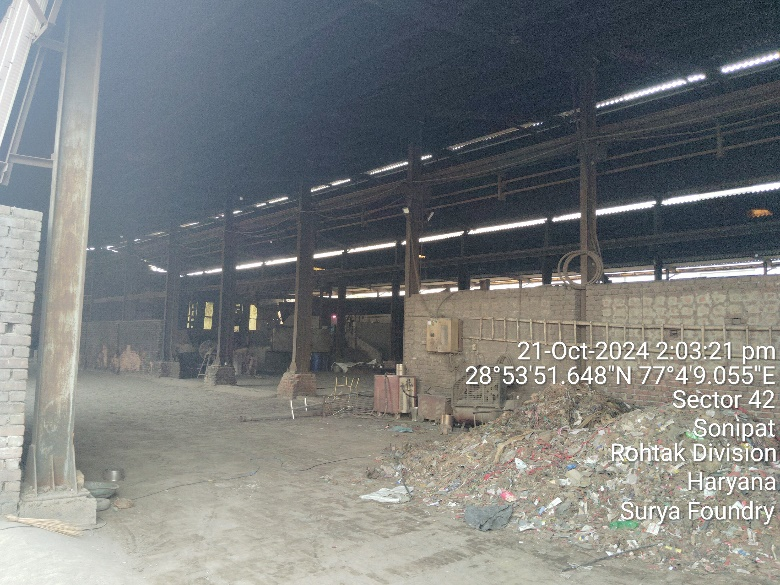 21-Oct-2024 2:03:21 pm
28°53'51.648"N 77°4'9.055"E
Sector 42
Sonipat
Rohtak Division
Haryana
Surya Foundry